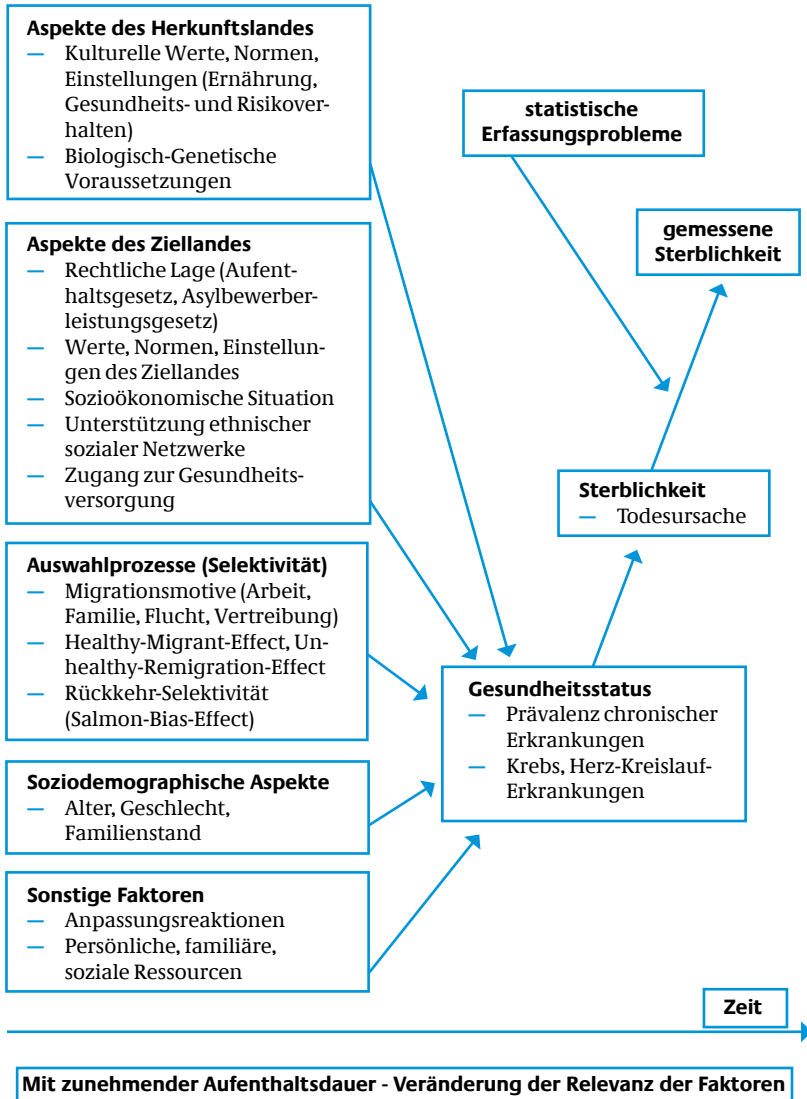 Aspekte des Herkunftslandes
— Kulturelle Werte, Normen,
Einstellungen (Ernährung,
Gesundheits- und Risikover-
halten)
— Biologisch-Genetische
Voraussetzungen
Aspekte des Ziellandes
— Rechtliche Lage (Aufent-
haltsgesetz, Asylbewerber-
leistungsgesetz)
— Werte, Normen, Einstellun-
gen des Ziellandes
— Sozioökonomische Situation
— Unterstützung ethnischer
sozialer Netzwerke
— Zugang zur Gesundheits-
versorgung
Auswahlprozesse (Selektivität)
— Migrationsmotive (Arbeit,
Familie, Flucht, Vertreibung)
— Healthy-Migrant-Effect, Un-
healthy-Remigration-Effect
— Rückkehr-Selektivität
(Salmon-Bias-Effect)
Soziodemographische Aspekte
— Alter, Geschlecht,
Familienstand
Sonstige Faktoren
— Anpassungsreaktionen
— Persönliche, familiäre,
soziale Ressourcen
statistische
Erfassungsprobleme
gemessene
Sterblichkeit
Sterblichkeit
— Todesursache
Gesundheitsstatus
— Prävalenz chronischer
Erkrankungen
— Krebs, Herz-Kreislauf-
Erkrankungen
Zeit
Mit zunehmender Aufenthaltsdauer - Veränderung der Relevanz der Faktoren